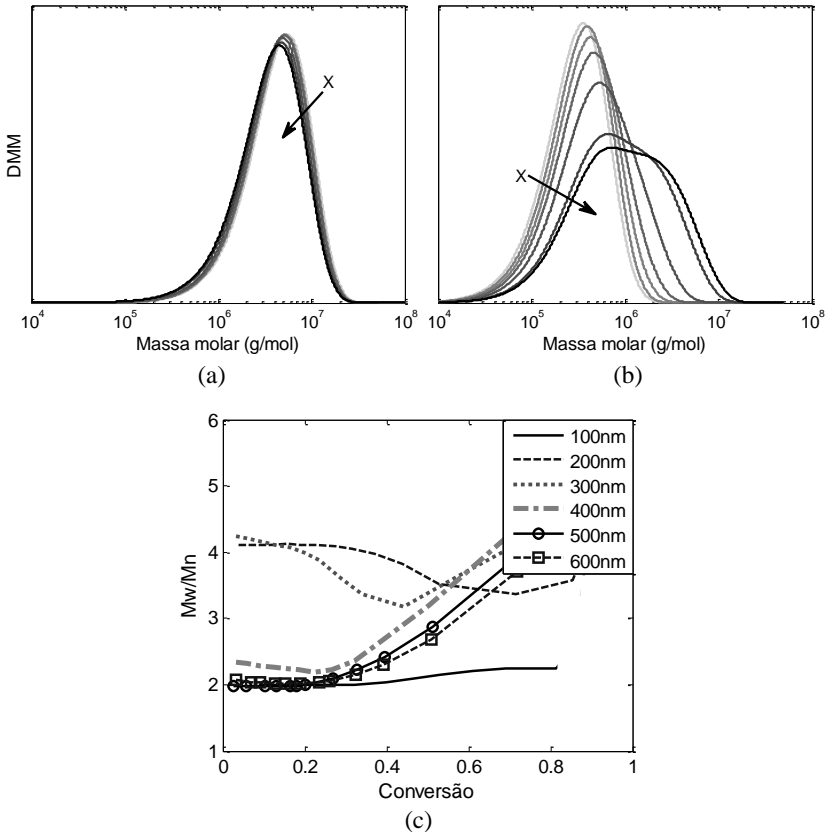 DMM
X
10^4 10^5 10^6 10^7 10^8
Massa molar (g/mol)
(a)
X
10^4 10^5 10^6 10^7 10^8
Massa molar (g/mol)
(b)
6
5
4
3
2
1
Mw/Mn
100nm
200nm
300nm
400nm
500nm
600nm
0 0.2 0.4 0.6 0.8 1
Conversão
(c)